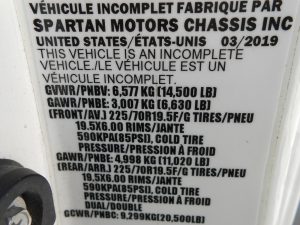 VÉHICULE INCOMPLET FABRIQUE PAR
SPARTAN MOTORS CHASSIS INC
UNITED STATES/ÉTATS-UNIS 03/2019
THIS VEHICLE IS AN INCOMPLETE
VEHICLE./LE VÉHICULE EST UN
VÉHICULE IMCOMPLET.
GVWR/PNBV: 6,577 KG (14,500 LB)
GAWR/PNBE: 3,007 KG (6,630 LB)
(FRONT/AV.) 225/70R19.5F/G TIRES/PNEU
19.5X6.00 RIMS/JANTE
590KPA(85PSI), COLD TIRE
PRESSURE/PRESSION À FROID
GAWR/PNBE: 4,998 KG (11,020 LB)
(REAR/ARR.) 225/70R19.5F/G TIRES/PNEU
19.5X6.00 RIMS/JANTE
590KPA(85PSI), COLD TIRE
PRESSURE/PRESSION À FROID
DUAL/DOUBLE
GCWR/PNBC: 9,299KG(20,500LB)